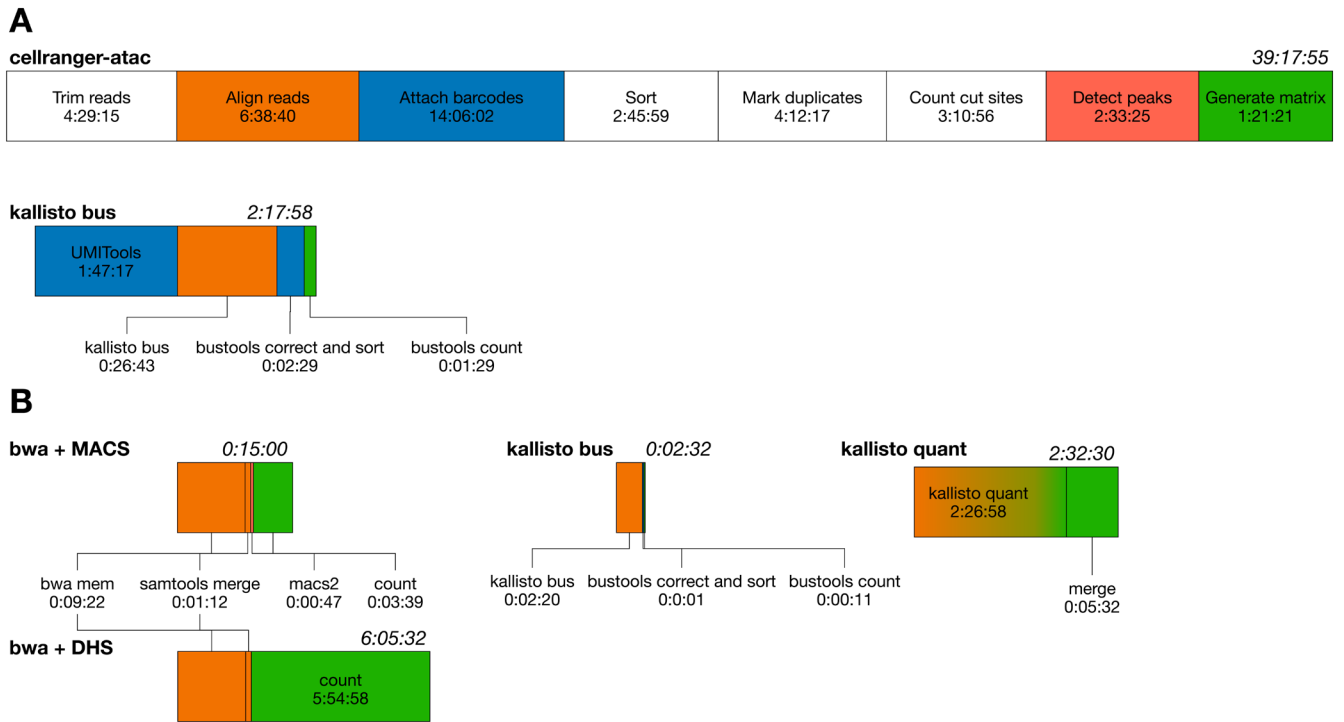 A
cellranger-atac
39:17:55
Trim reads
4:29:15
Align reads
6:38:40
Attach barcodes
14:06:02
Sort
2:45:59
Mark duplicates
4:12:17
Count cut sites
3:10:56
Detect peaks
2:33:25
Generate matrix
1:21:21
kallisto bus
2:17:58
UMITools
1:47:17
kallisto bus
0:26:43
bustools correct and sort
0:02:29
bustools count
0:01:29
B
bwa + MACS
0:15:00
bwa mem
0:09:22
samtools merge
0:01:12
macs2
0:00:47
count
0:03:39
bwa + DHS
6:05:32
count
5:54:58
kallisto bus
0:02:32
kallisto bus
0:02:20
bustools correct and sort
0:0:01
bustools count
0:00:11
kallisto quant
2:32:30
kallisto quant
2:26:58
merge
0:05:32